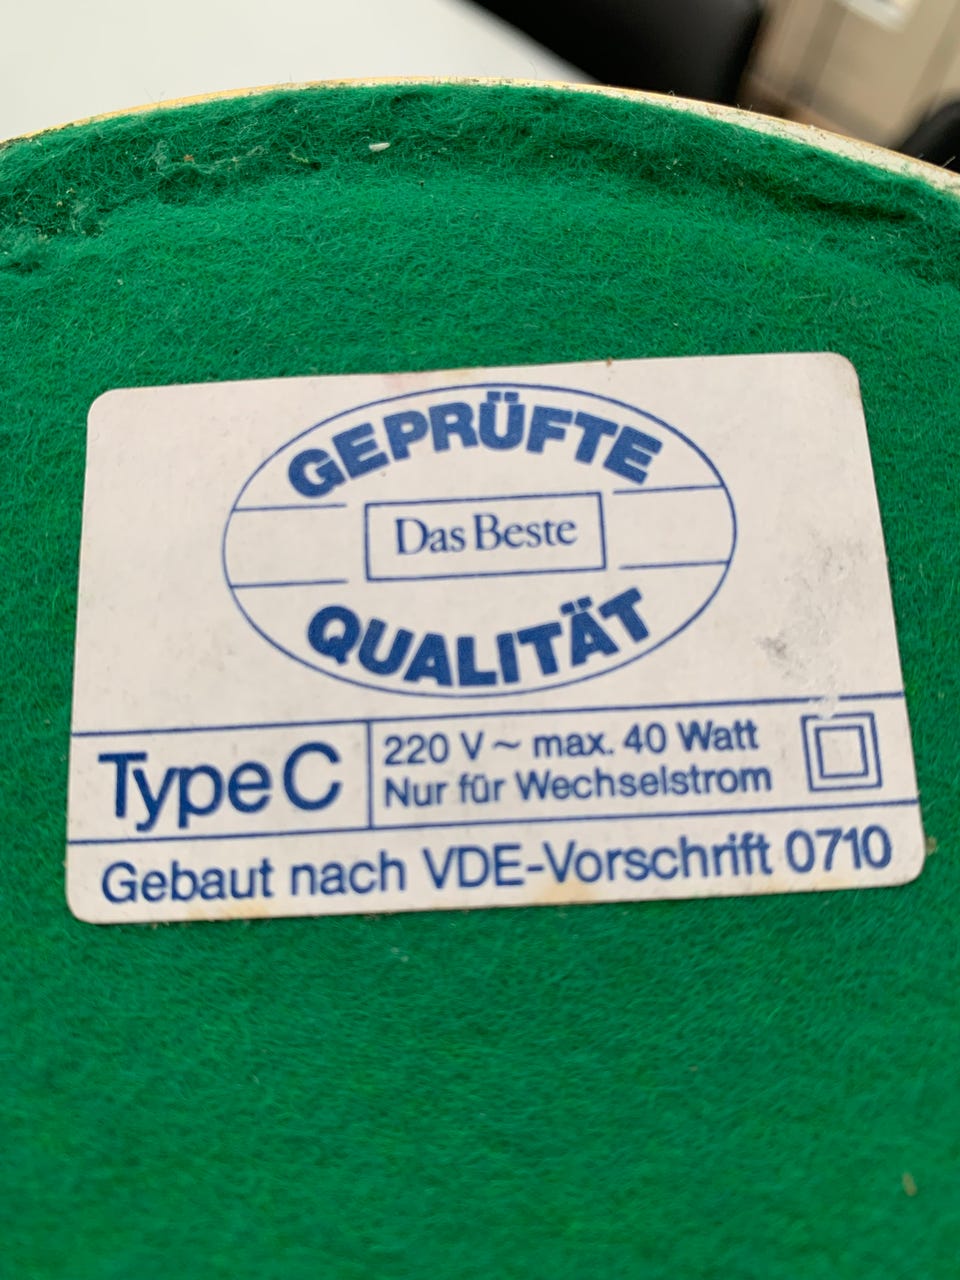 GEPRÜFTE
Das Beste
QUALITÄT
Type C
220 V ~ max. 40 Watt
Nur für Wechselstrom
Gebaut nach VDE-Vorschrift 0710